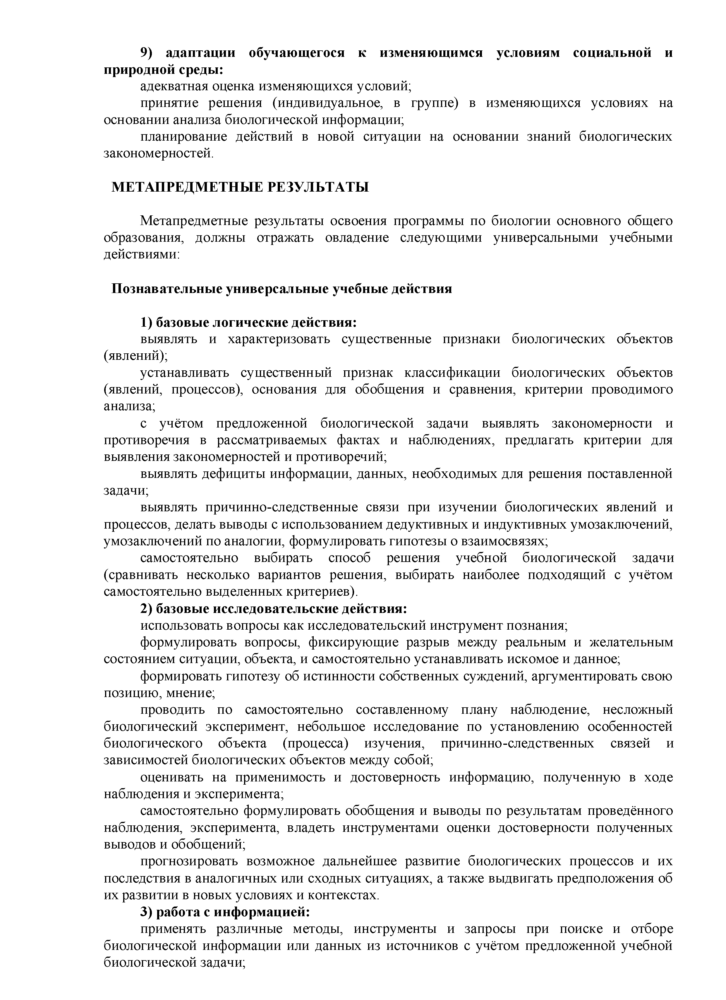 9) адаптации обучающегося к изменяющимся условиям социальной и
природной среды:
адекватная оценка изменяющихся условий;
принятие решения (индивидуальное, в группе) в изменяющихся условиях на
основании анализа биологической информации;
планирование действий в новой ситуации на основании знаний биологических
закономерностей.
МЕТАПРЕДМЕТНЫЕ РЕЗУЛЬТАТЫ
Метапредметные результаты освоения программы по биологии основного общего
образования, должны отражать овладение следующими универсальными учебными
действиями:
Познавательные универсальные учебные действия
1) базовые логические действия:
выявлять и характеризовать существенные признаки биологических объектов
(явлений);
устанавливать существенный признак классификации биологических объектов
(явлений, процессов), основания для обобщения и сравнения, критерии проводимого
анализа;
с учётом предложенной биологической задачи выявлять закономерности и
противоречия в рассматриваемых фактах и наблюдениях, предлагать критерии для
выявления закономерностей и противоречий;
выявлять дефициты информации, данных, необходимых для решения поставленной
задачи;
выявлять причинно-следственные связи при изучении биологических явлений и
процессов, делать выводы с использованием дедуктивных и индуктивных умозаключений,
умозаключений по аналогии, формулировать гипотезы о взаимосвязях;
самостоятельно выбирать способ решения учебной биологической задачи
(сравнивать несколько вариантов решения, выбирать наиболее подходящий с учётом
самостоятельно выделенных критериев).
2) базовые исследовательские действия:
использовать вопросы как исследовательский инструмент познания;
формулировать вопросы, фиксирующие разрыв между реальным и желательным
состоянием ситуации, объекта, и самостоятельно устанавливать искомое и данное;
формировать гипотезу об истинности собственных суждений, аргументировать свою
позицию, мнение;
проводить по самостоятельно составленному плану наблюдение, несложный
биологический эксперимент, небольшое исследование по установлению особенностей
биологического объекта (процесса) изучения, причинно-следственных связей и
зависимостей биологических объектов между собой;
оценивать на применимость и достоверность информацию, полученную в ходе
наблюдения и эксперимента;
самостоятельно формулировать обобщения и выводы по результатам проведённого
наблюдения, эксперимента, владеть инструментами оценки достоверности полученных
выводов и обобщений;
прогнозировать возможное дальнейшее развитие биологических процессов и их
последствия в аналогичных или сходных ситуациях, а также выдвигать предположения об
их развитии в новых условиях и контекстах.
3) работа с информацией:
применять различные методы, инструменты и запросы при поиске и отборе
биологической информации или данных из источников с учётом предложенной учебной
биологической задачи;